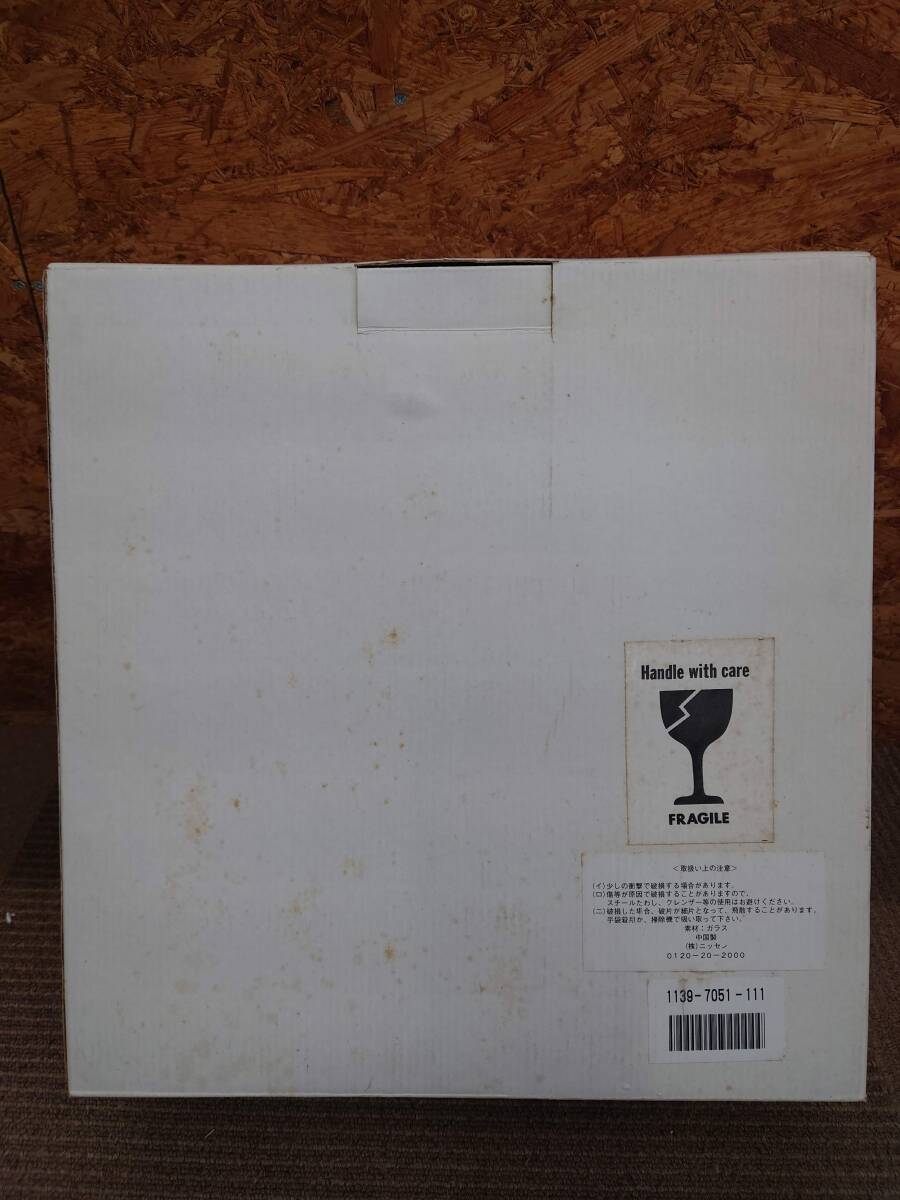 Handle with care
FRAGILE
＜取扱い上の注意＞
(イ)少しの衝撃で破損する場合があります。
(ロ)傷等が原因で破損することがありますので、
スチールたわし、クレンザー等の使用はお避けください。
(ニ)破損した場合、破片が細片となって、飛散することがあります。
手袋着用か、掃除機で吸い取って下さい。
素材：ガラス
中国製
(株)ニッセン
0120-20-2000
1139-7051-111